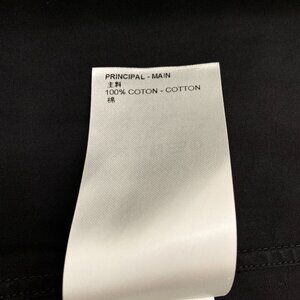 PRINCIPAL - MAIN
主料
100% COTON - COTTON
棉